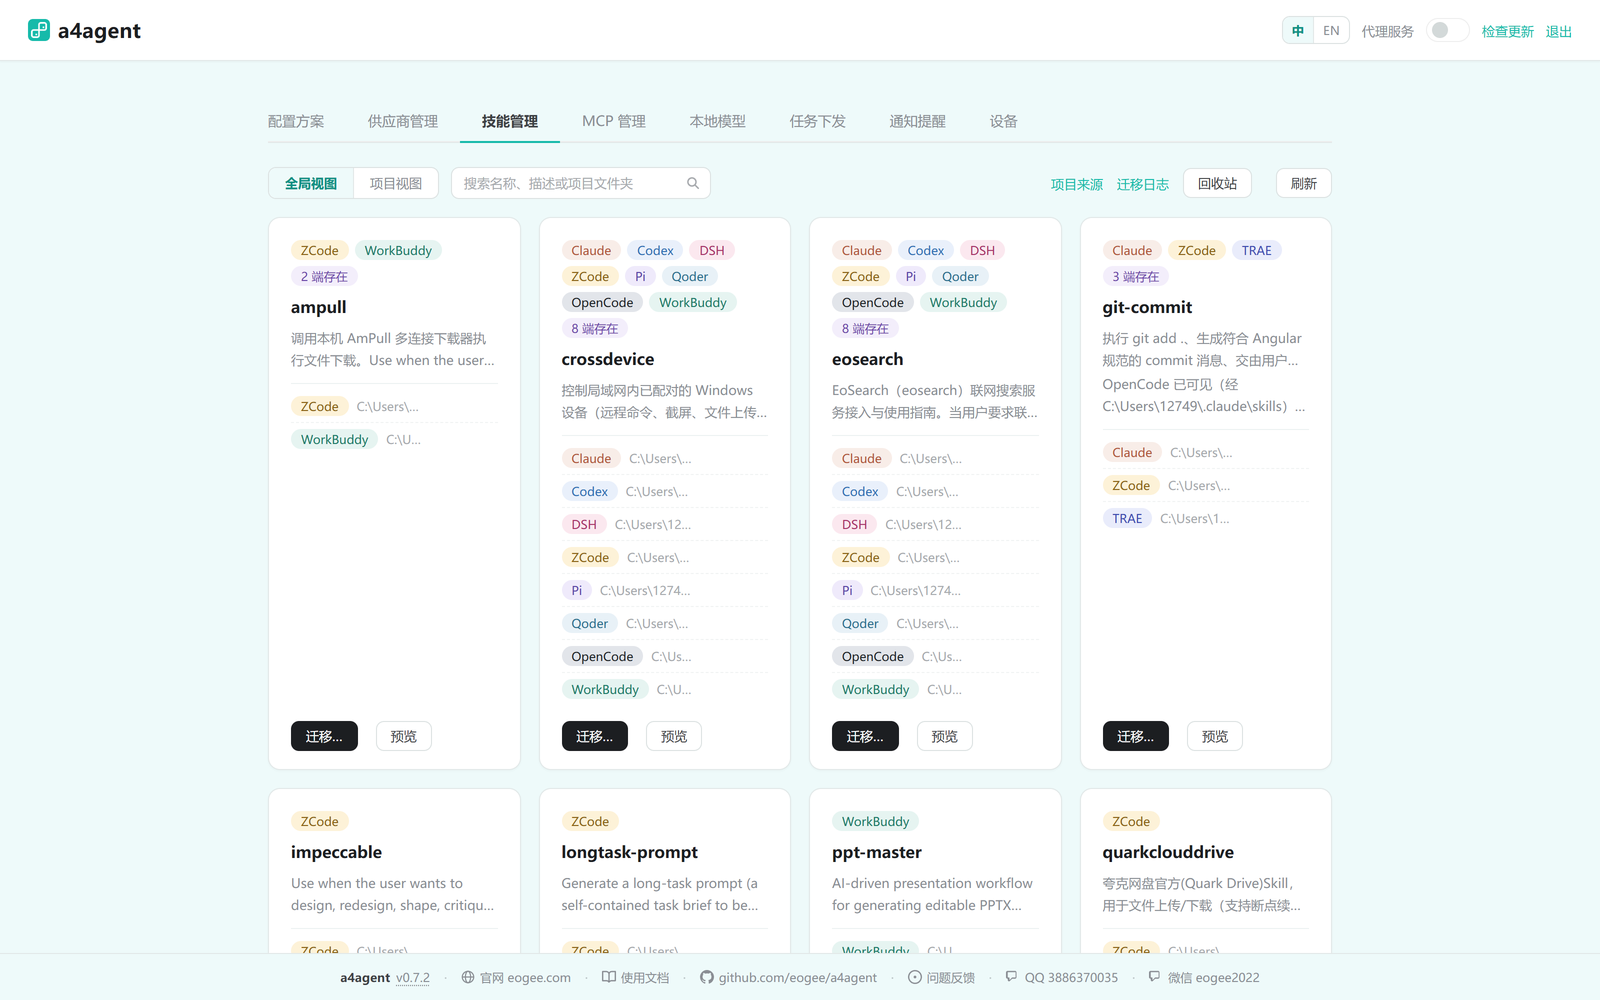 a4agent
中 EN 代理服务 检查更新 退出
配置方案 供应商管理 技能管理 MCP 管理 本地模型 任务下发 通知提醒 设备
全局视图 项目视图 搜索名称、描述或项目文件夹 项目来源 迁移日志 回收站 刷新
ZCode WorkBuddy
2 端存在
ampull
调用本机 AmPull 多连接下载器执
行文件下载。Use when the user...
ZCode C:\Users\...
WorkBuddy C:\U...
迁移... 预览
Claude Codex DSH
ZCode Pi Qoder
OpenCode WorkBuddy
8 端存在
crossdevice
控制局域网内已配对的 Windows
设备（远程命令、截屏、文件上传...
Claude C:\Users\...
Codex C:\Users\...
DSH C:\Users\12...
ZCode C:\Users\...
Pi C:\Users\1274...
Qoder C:\Users\...
OpenCode C:\Us...
WorkBuddy C:\U...
迁移... 预览
Claude Codex DSH
ZCode Pi Qoder
OpenCode WorkBuddy
8 端存在
eosearch
EoSearch（eosearch）联网搜索服
务接入与使用指南。当用户要求联...
Claude C:\Users\...
Codex C:\Users\...
DSH C:\Users\12...
ZCode C:\Users\...
Pi C:\Users\1274...
Qoder C:\Users\...
OpenCode C:\Us...
WorkBuddy C:\U...
迁移... 预览
Claude ZCode TRAE
3 端存在
git-commit
执行 git add .、生成符合 Angular
规范的 commit 消息、交由用户...
OpenCode 已可见（经
C:\Users\12749\.claude\skills）...
Claude C:\Users\...
ZCode C:\Users\...
TRAE C:\Users\1...
迁移... 预览
ZCode
impeccable
Use when the user wants to
design, redesign, shape, critiqu...
ZCode C:\Users\...
ZCode
longtask-prompt
Generate a long-task prompt (a
self-contained task brief to be...
ZCode C:\Users\...
WorkBuddy
ppt-master
AI-driven presentation workflow
for generating editable PPTX...
WorkBuddy C:\U...
ZCode
quarkclouddrive
夸克网盘官方(Quark Drive)Skill，
用于文件上传/下载（支持断点续...
ZCode C:\Users\...
a4agent v0.7.2 · 官网 eogee.com · 使用文档 · github.com/eogee/a4agent · 问题反馈 · QQ 3886370035 · 微信 eogee2022